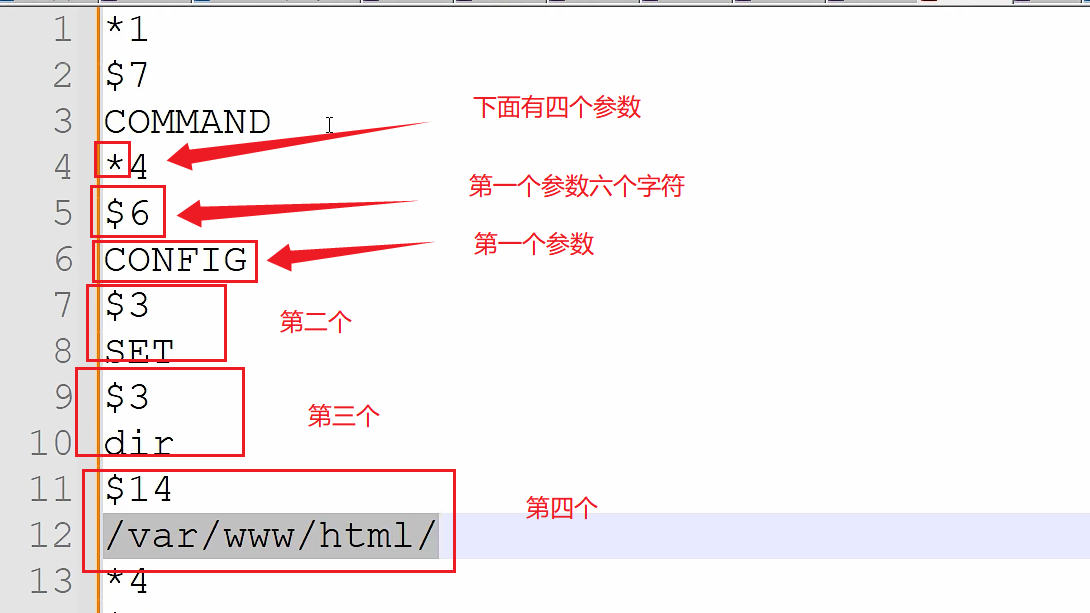 1 *1
2 $7
3 COMMAND
下面有四个参数
4 *4
第一个参数六个字符
5 $6
第一个参数
6 CONFIG
7 $3
第二个
8 SET
9 $3
第三个
10 dir
11 $14
第四个
12 /var/www/html/
13 *4